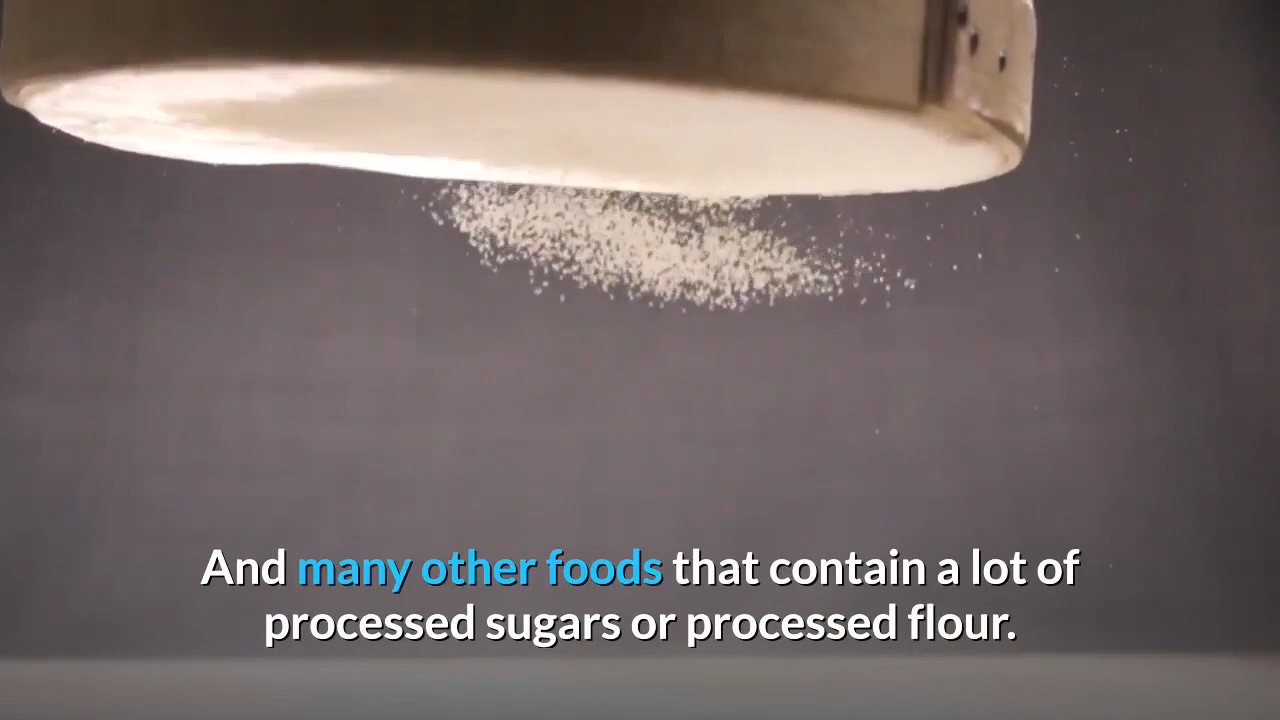 And many other foods that contain a lot of
processed sugars or processed flour.